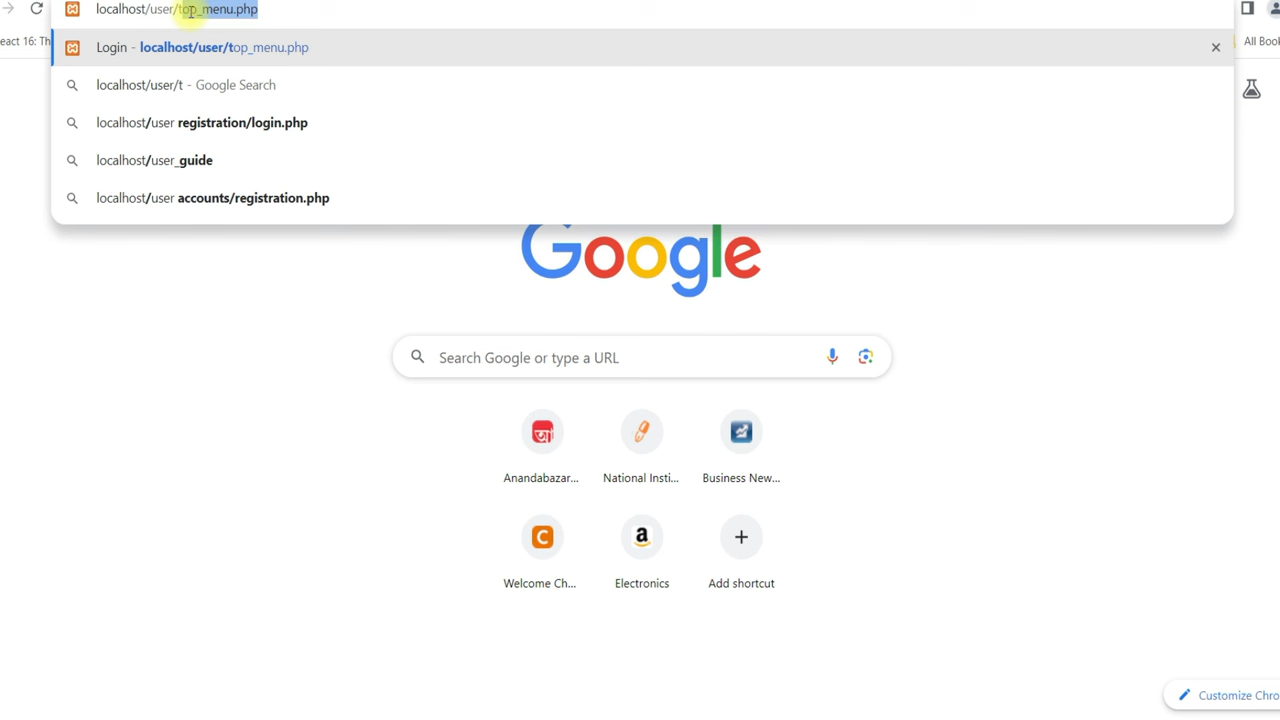 localhost/user/top_menu.php
eact 16: Th
All Book
Login - localhost/user/top_menu.php
localhost/user/t - Google Search
localhost/user registration/login.php
localhost/user_guide
localhost/user accounts/registration.php
Google
Search Google or type a URL
অা
Anandabazar...
National Insti...
Business New...
C
a
Welcome Ch...
Electronics
Add shortcut
Customize Chro